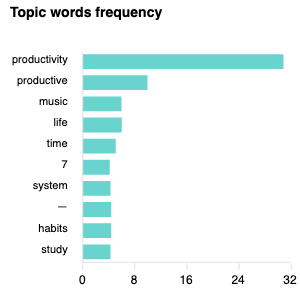 Topic words frequency
productivity
productive
music
life
time
7
system
—
habits
study
0 8 16 24 32